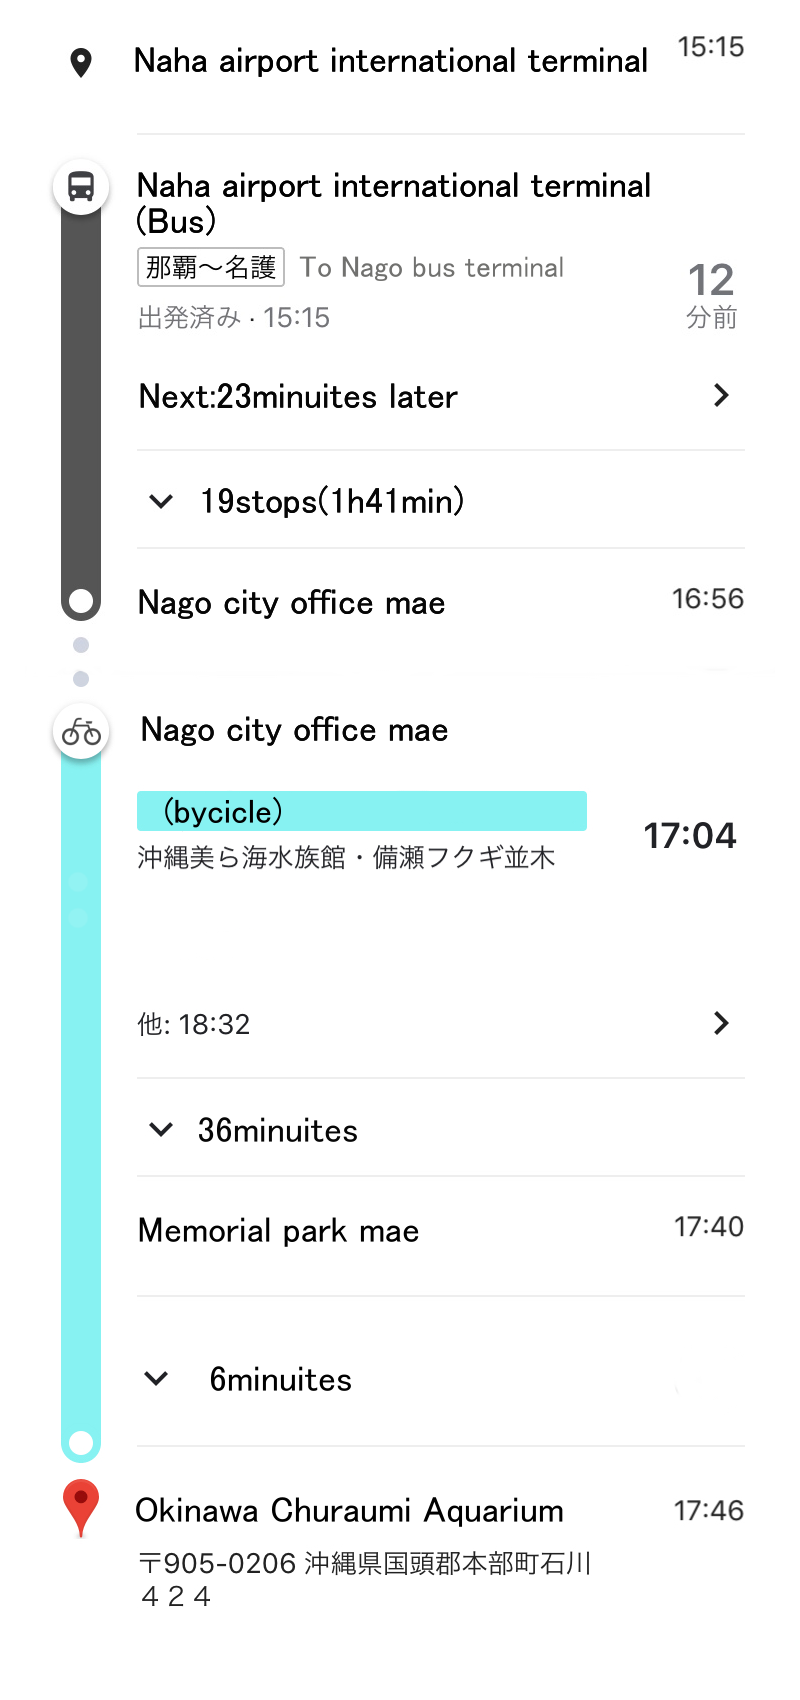 Naha airport international terminal 15:15
Naha airport international terminal
(Bus)
那覇〜名護 To Nago bus terminal
12
出発済み · 15:15 分前
Next:23minuites later
19stops(1h41min)
Nago city office mae 16:56
Nago city office mae
(bycicle)
17:04
沖縄美ら海水族館・備瀬フクギ並木
他: 18:32
36minuites
Memorial park mae 17:40
6minuites
Okinawa Churaumi Aquarium 17:46
〒905-0206 沖縄県国頭郡本部町石川
４２４